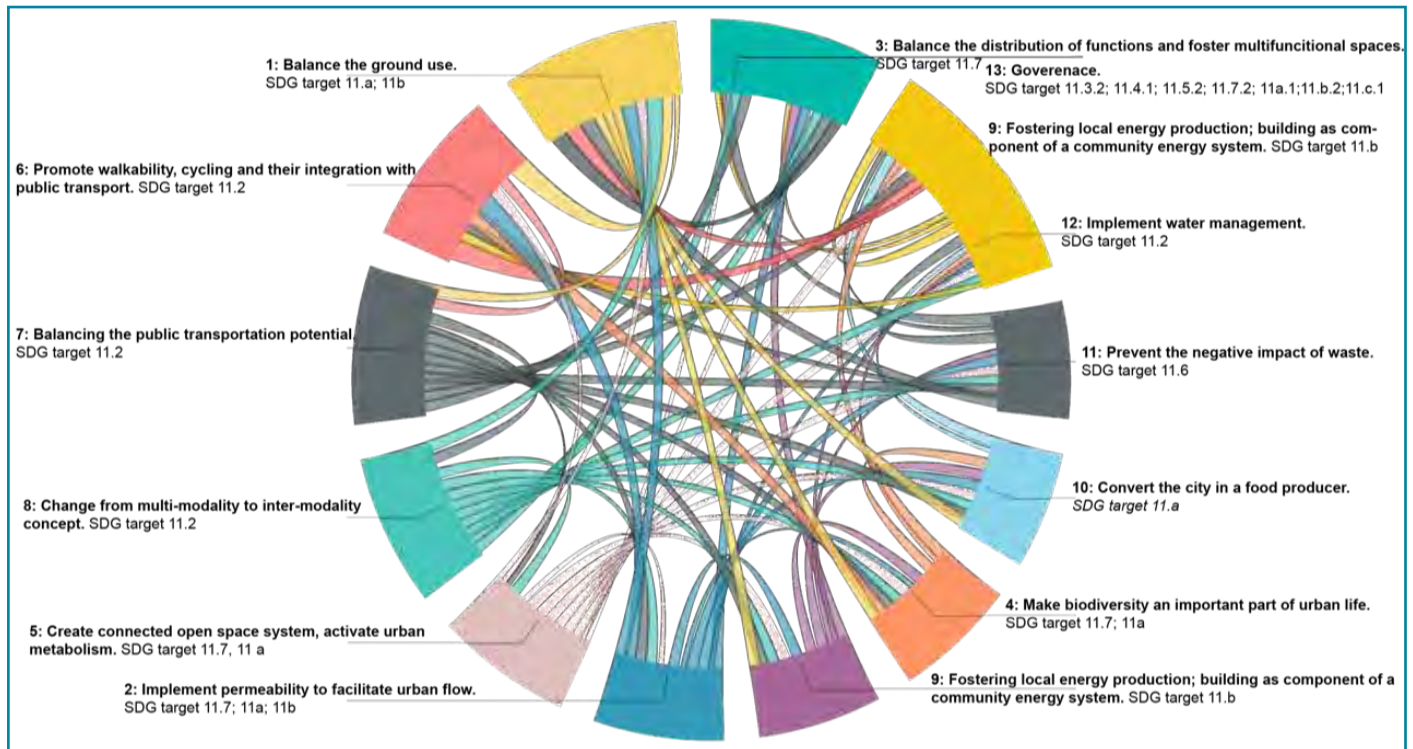 1: Balance the ground use.
SDG target 11.a; 11b
3: Balance the distribution of functions and foster multifuncitional spaces.
SDG target 11.7
13: Goverenace.
SDG target 11.3.2; 11.4.1; 11.5.2; 11.7.2; 11a.1;11.b.2;11.c.1
9: Fostering local energy production; building as com-
ponent of a community energy system. SDG target 11.b
6: Promote walkability, cycling and their integration with
public transport. SDG target 11.2
12: Implement water management.
SDG target 11.2
7: Balancing the public transportation potential.
SDG target 11.2
11: Prevent the negative impact of waste.
SDG target 11.6
8: Change from multi-modality to inter-modality
concept. SDG target 11.2
10: Convert the city in a food producer.
SDG target 11.a
5: Create connected open space system, activate urban
metabolism. SDG target 11.7, 11 a
4: Make biodiversity an important part of urban life.
SDG target 11.7; 11a
2: Implement permeability to facilitate urban flow.
SDG target 11.7; 11a; 11b
9: Fostering local energy production; building as component of a
community energy system. SDG target 11.b